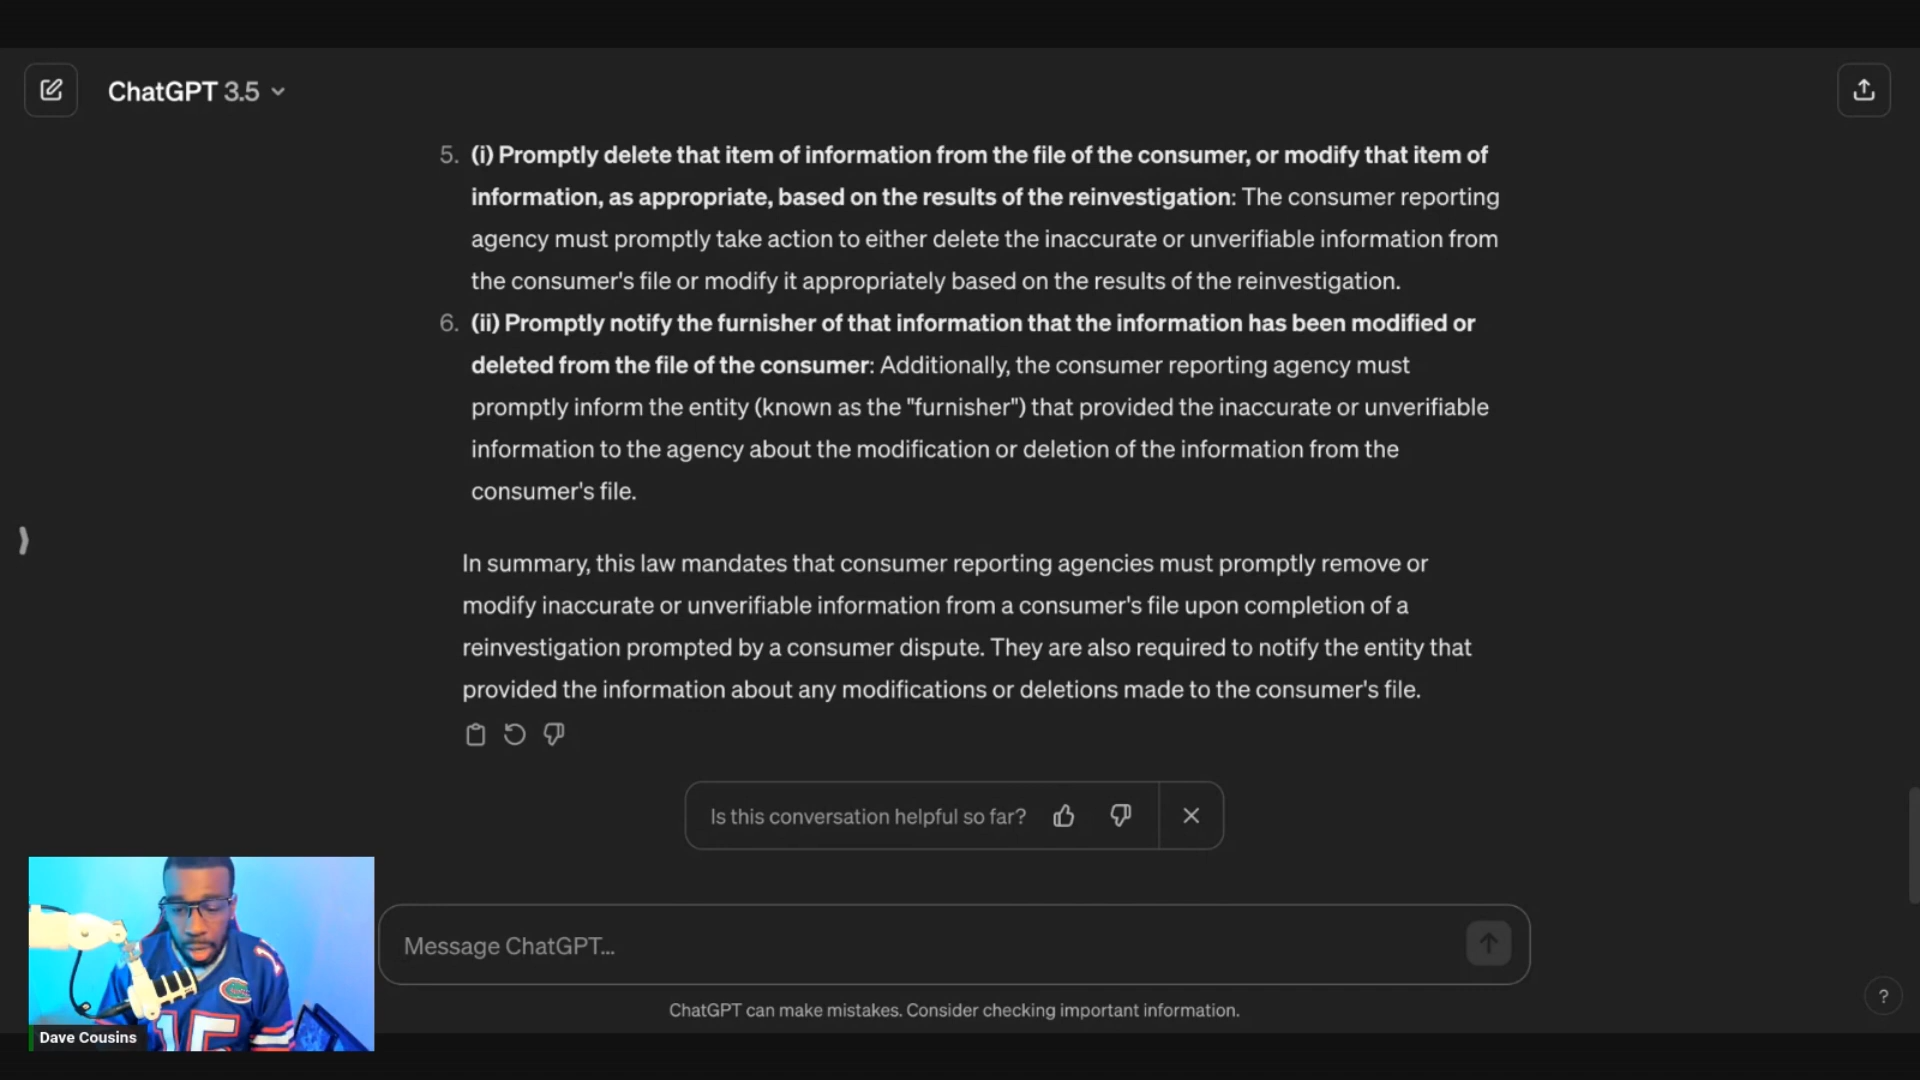 ChatGPT 3.5
5. (i) Promptly delete that item of information from the file of the consumer, or modify that item of
information, as appropriate, based on the results of the reinvestigation: The consumer reporting
agency must promptly take action to either delete the inaccurate or unverifiable information from
the consumer's file or modify it appropriately based on the results of the reinvestigation.
6. (ii) Promptly notify the furnisher of that information that the information has been modified or
deleted from the file of the consumer: Additionally, the consumer reporting agency must
promptly inform the entity (known as the "furnisher") that provided the inaccurate or unverifiable
information to the agency about the modification or deletion of the information from the
consumer's file.
In summary, this law mandates that consumer reporting agencies must promptly remove or
modify inaccurate or unverifiable information from a consumer's file upon completion of a
reinvestigation prompted by a consumer dispute. They are also required to notify the entity that
provided the information about any modifications or deletions made to the consumer's file.
Is this conversation helpful so far?
Message ChatGPT...
ChatGPT can make mistakes. Consider checking important information.
?
15
Dave Cousins